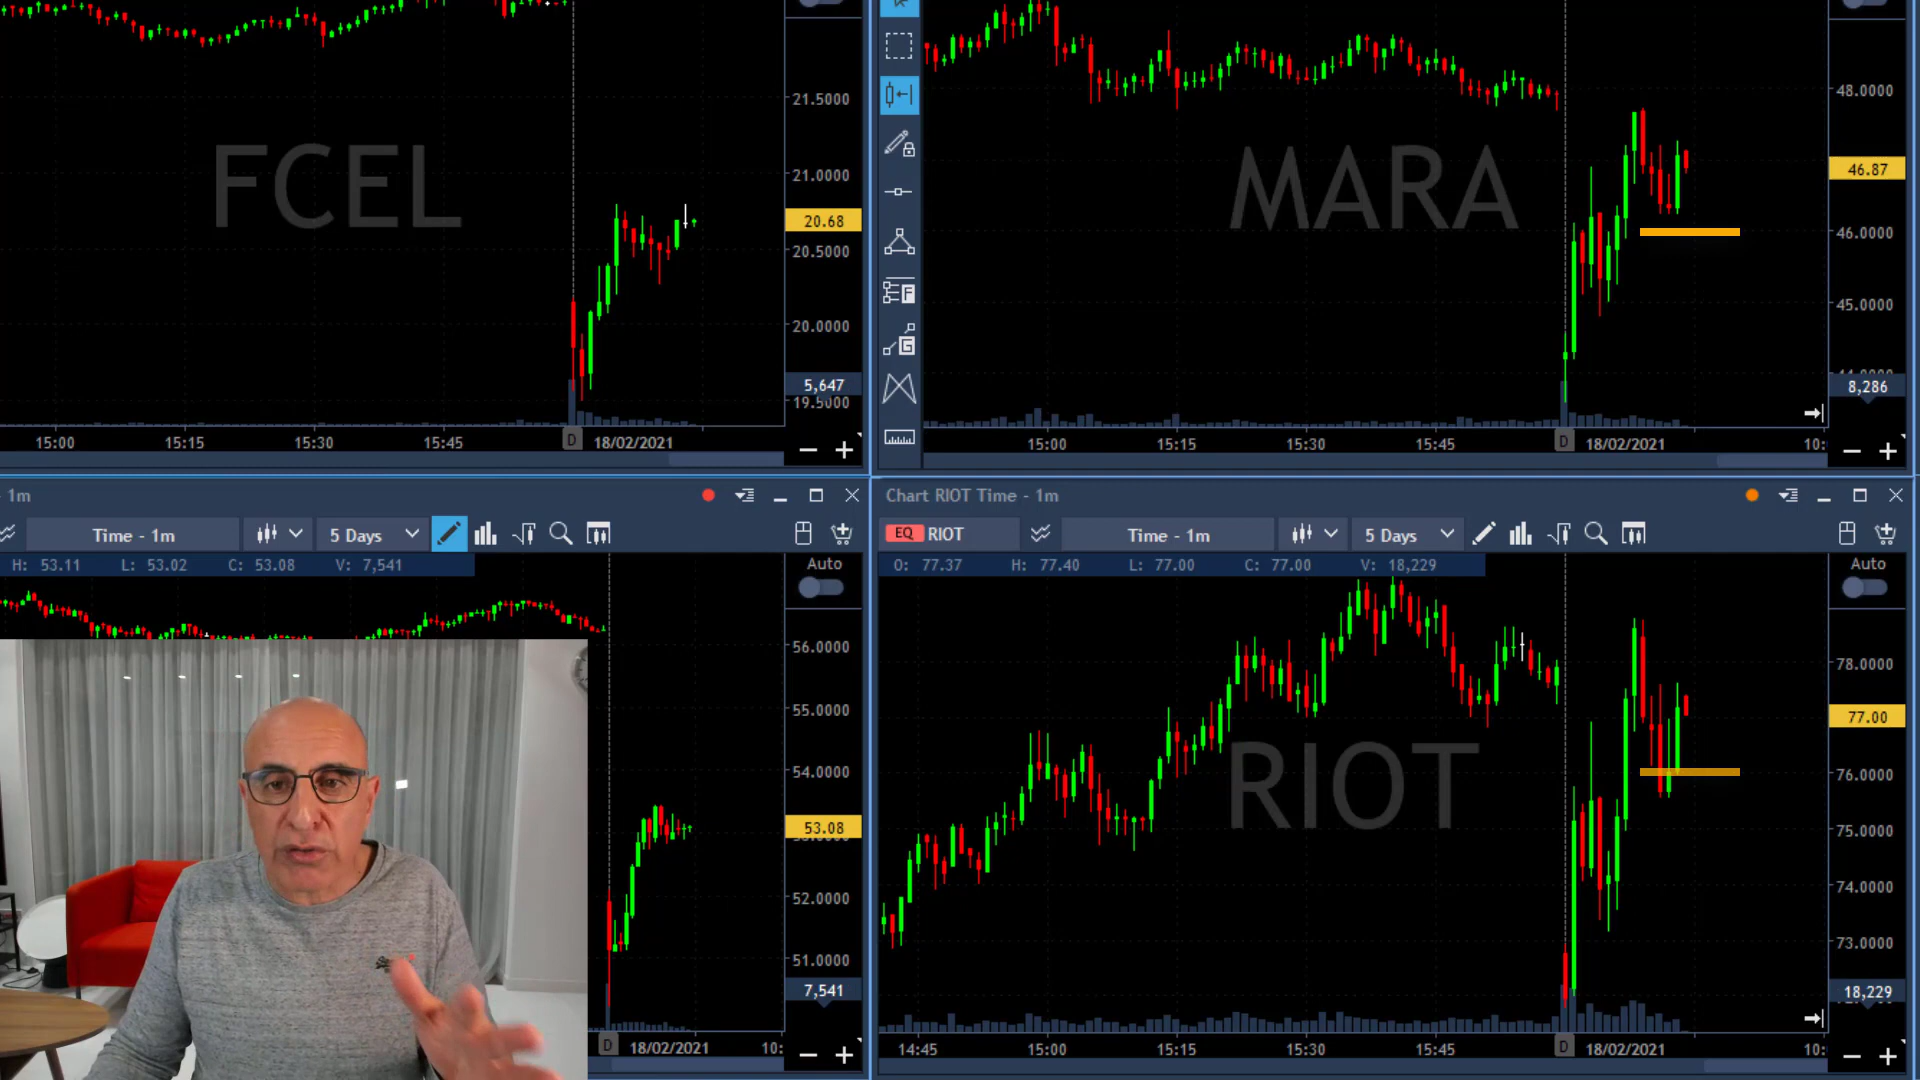 FCEL
21.5000
21.0000
20.68
20.5000
20.0000
5,647
19.5000
15:00 15:15 15:30 15:45 D 18/02/2021
MARA
48.0000
46.87
46.0000
45.0000
8,286
F
G
15:00 15:15 15:30 15:45 D 18/02/2021 10:
1m
Time - 1m 5 Days
H: 53.11 L: 53.02 C: 53.08 V: 7,541
Auto
56.0000
55.0000
54.0000
53.08
52.0000
51.0000
7,541
D 18/02/2021 10:
Chart RIOT Time - 1m
EQ RIOT Time - 1m 5 Days
O: 77.37 H: 77.40 L: 77.00 C: 77.00 V: 18,229
Auto
RIOT
78.0000
77.00
76.0000
75.0000
74.0000
73.0000
18,229
14:45 15:00 15:15 15:30 15:45 D 18/02/2021 10: